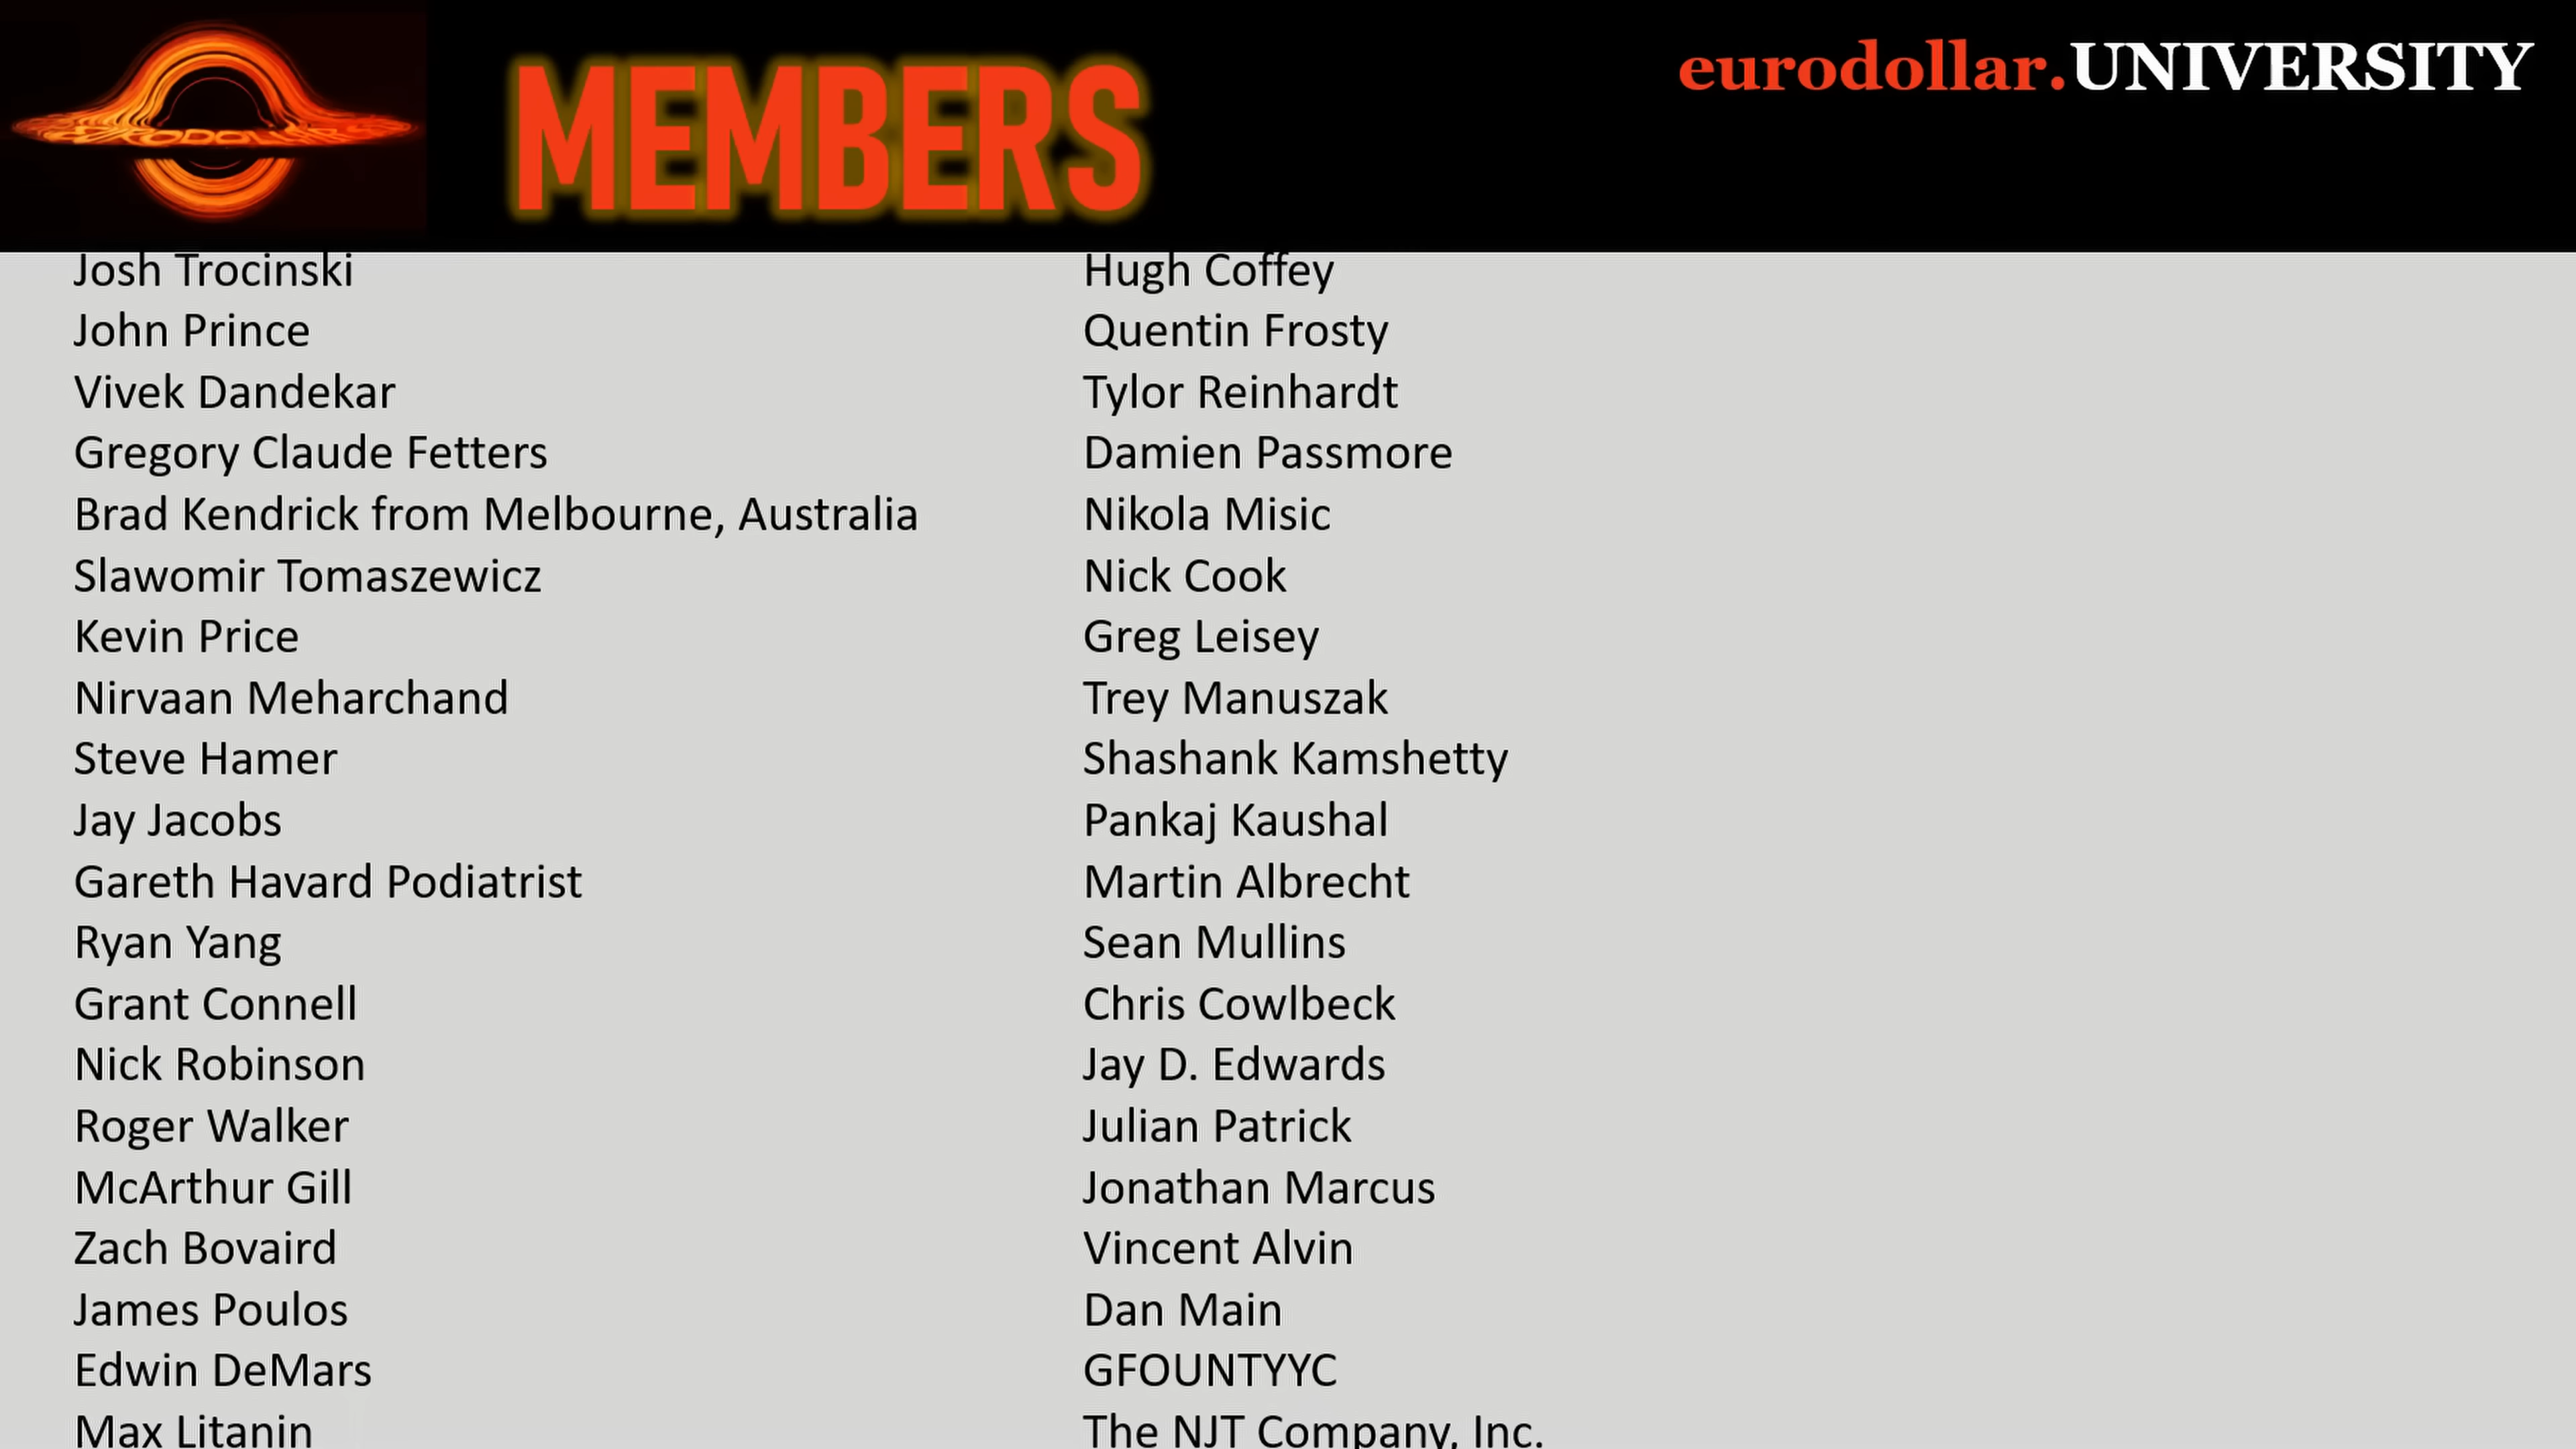 EURODOLLAR
MEMBERS
eurodollar.UNIVERSITY
Josh Trocinski
John Prince
Vivek Dandekar
Gregory Claude Fetters
Brad Kendrick from Melbourne, Australia
Slawomir Tomaszewicz
Kevin Price
Nirvaan Meharchand
Steve Hamer
Jay Jacobs
Gareth Havard Podiatrist
Ryan Yang
Grant Connell
Nick Robinson
Roger Walker
McArthur Gill
Zach Bovaird
James Poulos
Edwin DeMars
Max Litanin
Hugh Coffey
Quentin Frosty
Tylor Reinhardt
Damien Passmore
Nikola Misic
Nick Cook
Greg Leisey
Trey Manuszak
Shashank Kamshetty
Pankaj Kaushal
Martin Albrecht
Sean Mullins
Chris Cowlbeck
Jay D. Edwards
Julian Patrick
Jonathan Marcus
Vincent Alvin
Dan Main
GFOUNTYYC
The NJT Company, Inc.